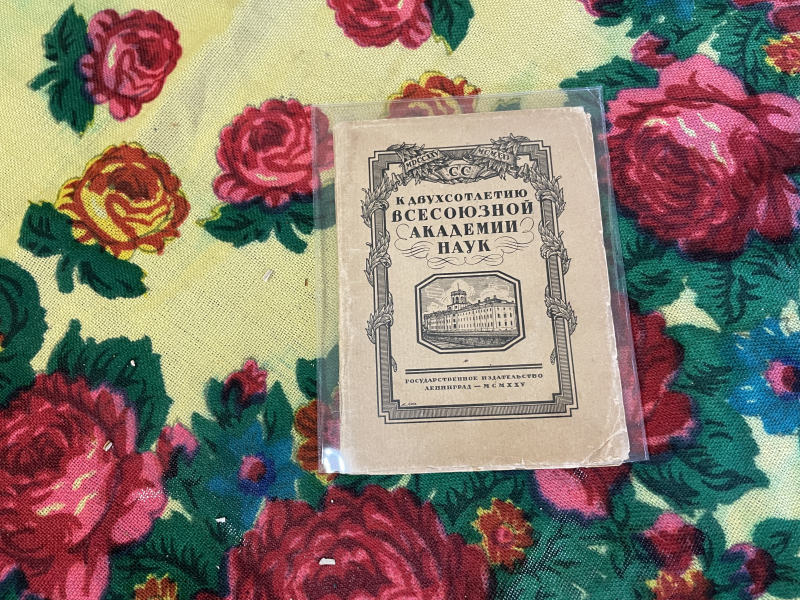 MDCCXXV MCMXXV
CC
К ДВУХСОТЛЕТИЮ
ВСЕСОЮЗНОЙ
АКАДЕМИИ
НАУК
ГОСУДАРСТВЕННОЕ ИЗДАТЕЛЬСТВО
ЛЕНИНГРАД — MCMXXV